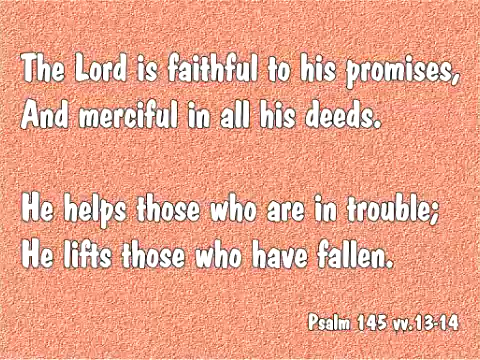 The Lord is faithful to his promises,
And merciful in all his deeds.
He helps those who are in trouble;
He lifts those who have fallen.
Psalm 145 vv.13-14